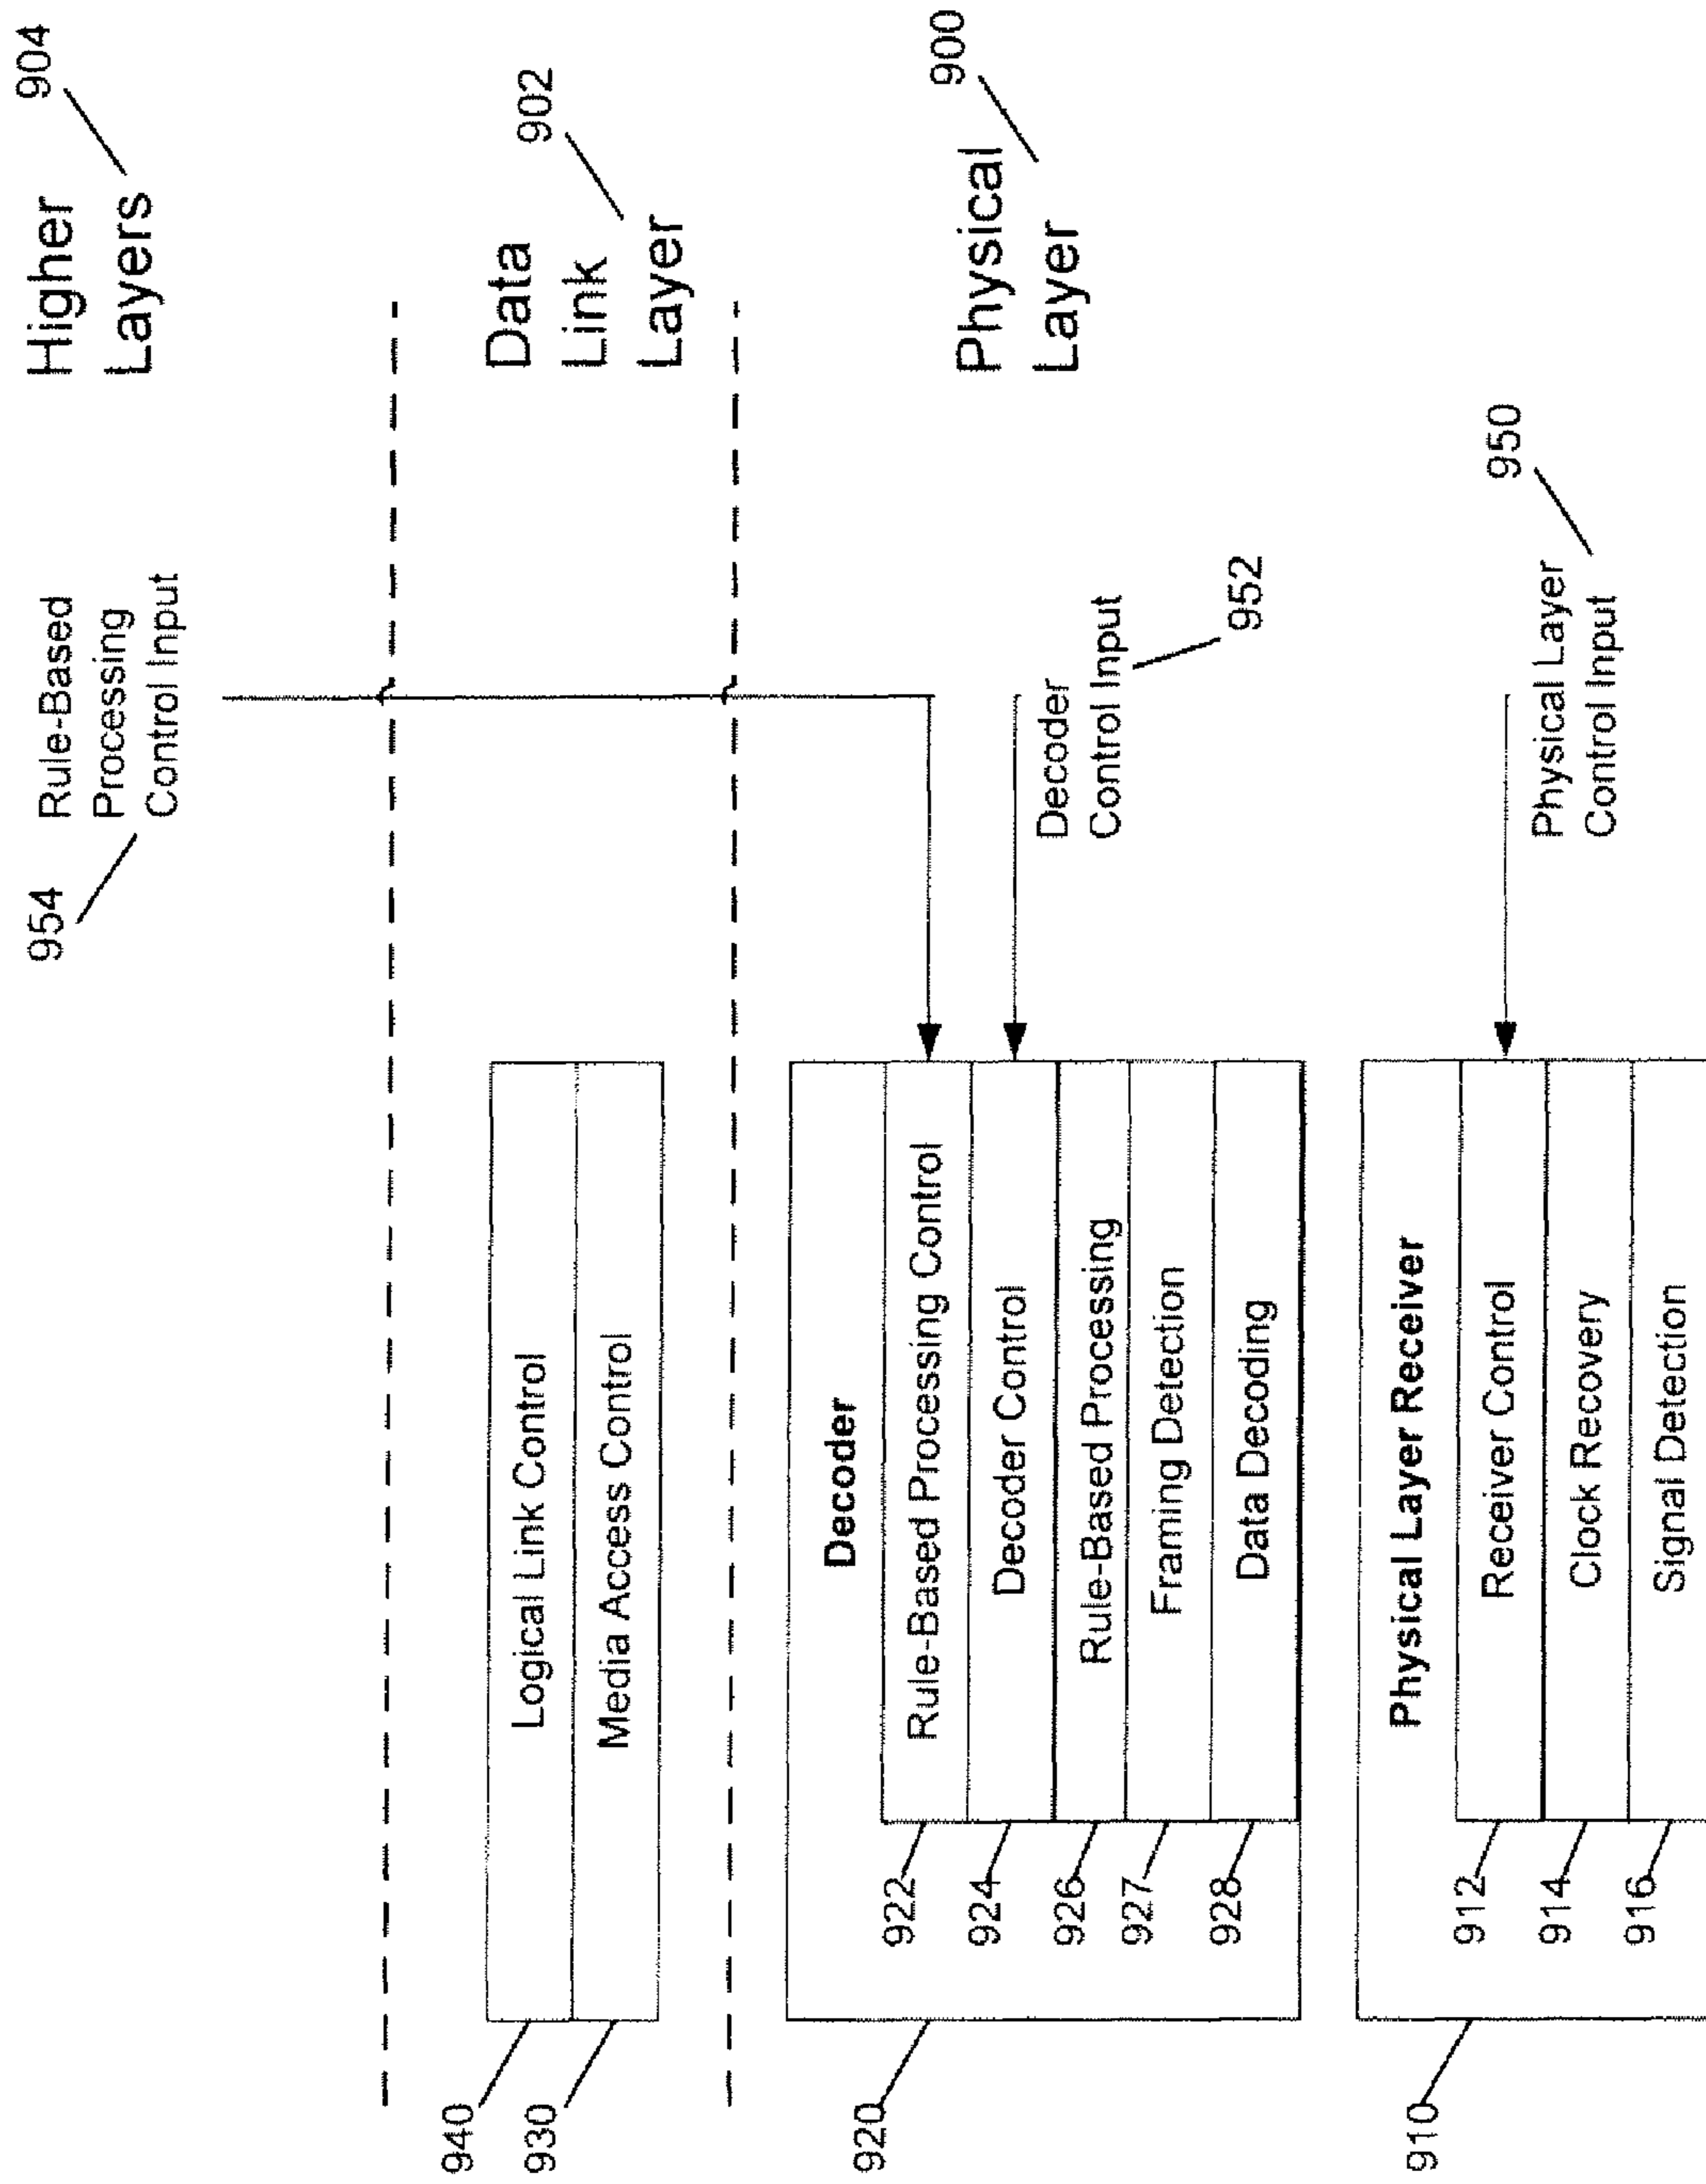 954
Rule-Based
Processing
Control Input
Higher
Layers
904
940
930
Logical Link Control
Media Access Control
Data
Link
Layer
902
920
Decoder
922
Rule-Based Processing Control
924
Decoder Control
926
Rule-Based Processing
927
Framing Detection
928
Data Decoding
Decoder
Control Input
952
Physical
Layer
900
910
Physical Layer Receiver
912
Receiver Control
914
Clock Recovery
916
Signal Detection
Physical Layer
Control Input
950